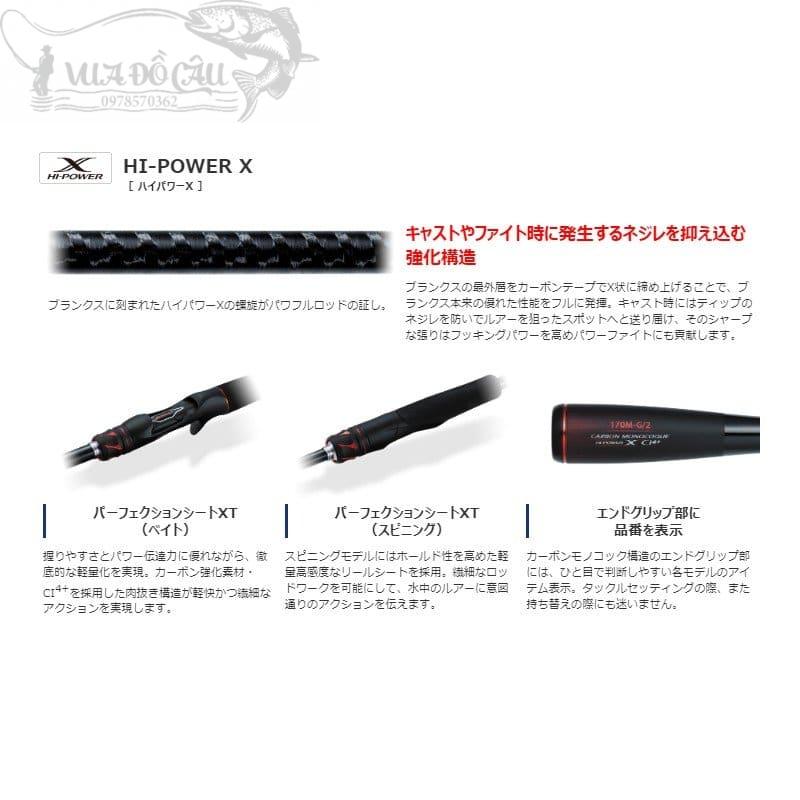 VUA ĐỒ CÂU
0978570362
X
HI-POWER
HI-POWER X
［ ハイパワーX ］
キャストやファイト時に発生するネジレを抑え込む
強化構造
ブランクスの最外層をカーボンテープでX状に締め上げることで、ブ
ランクス本来の優れた性能をフルに発揮。キャスト時にはティップの
ネジレを防いでルアーを狙ったスポットへと送り届け、そのシャープ
な張りはフッキングパワーを高めパワーファイトにも貢献します。
ブランクスに刻まれたハイパワーXの螺旋がパワフルロッドの証し。
170M-G/2
CARBON MONOCOQUE
HI-POWER X CI4+
パーフェクションシートXT
（ベイト）
握りやすさとパワー伝達力に優れながら、徹
底的な軽量化を実現。カーボン強化素材・
CI4+を採用した肉抜き構造が軽快かつ繊細な
アクションを実現します。
パーフェクションシートXT
（スピニング）
スピニングモデルにはホールド性を高めた軽
量高感度なリールシートを採用。繊細なロッ
ドワークを可能にして、水中のルアーに意図
通りのアクションを伝えます。
エンドグリップ部に
品番を表示
カーボンモノコック構造のエンドグリップ部
には、ひと目で判断しやすい各モデルのアイ
テム表示。タックルセッティングの際、また
持ち替えの際にも迷いません。